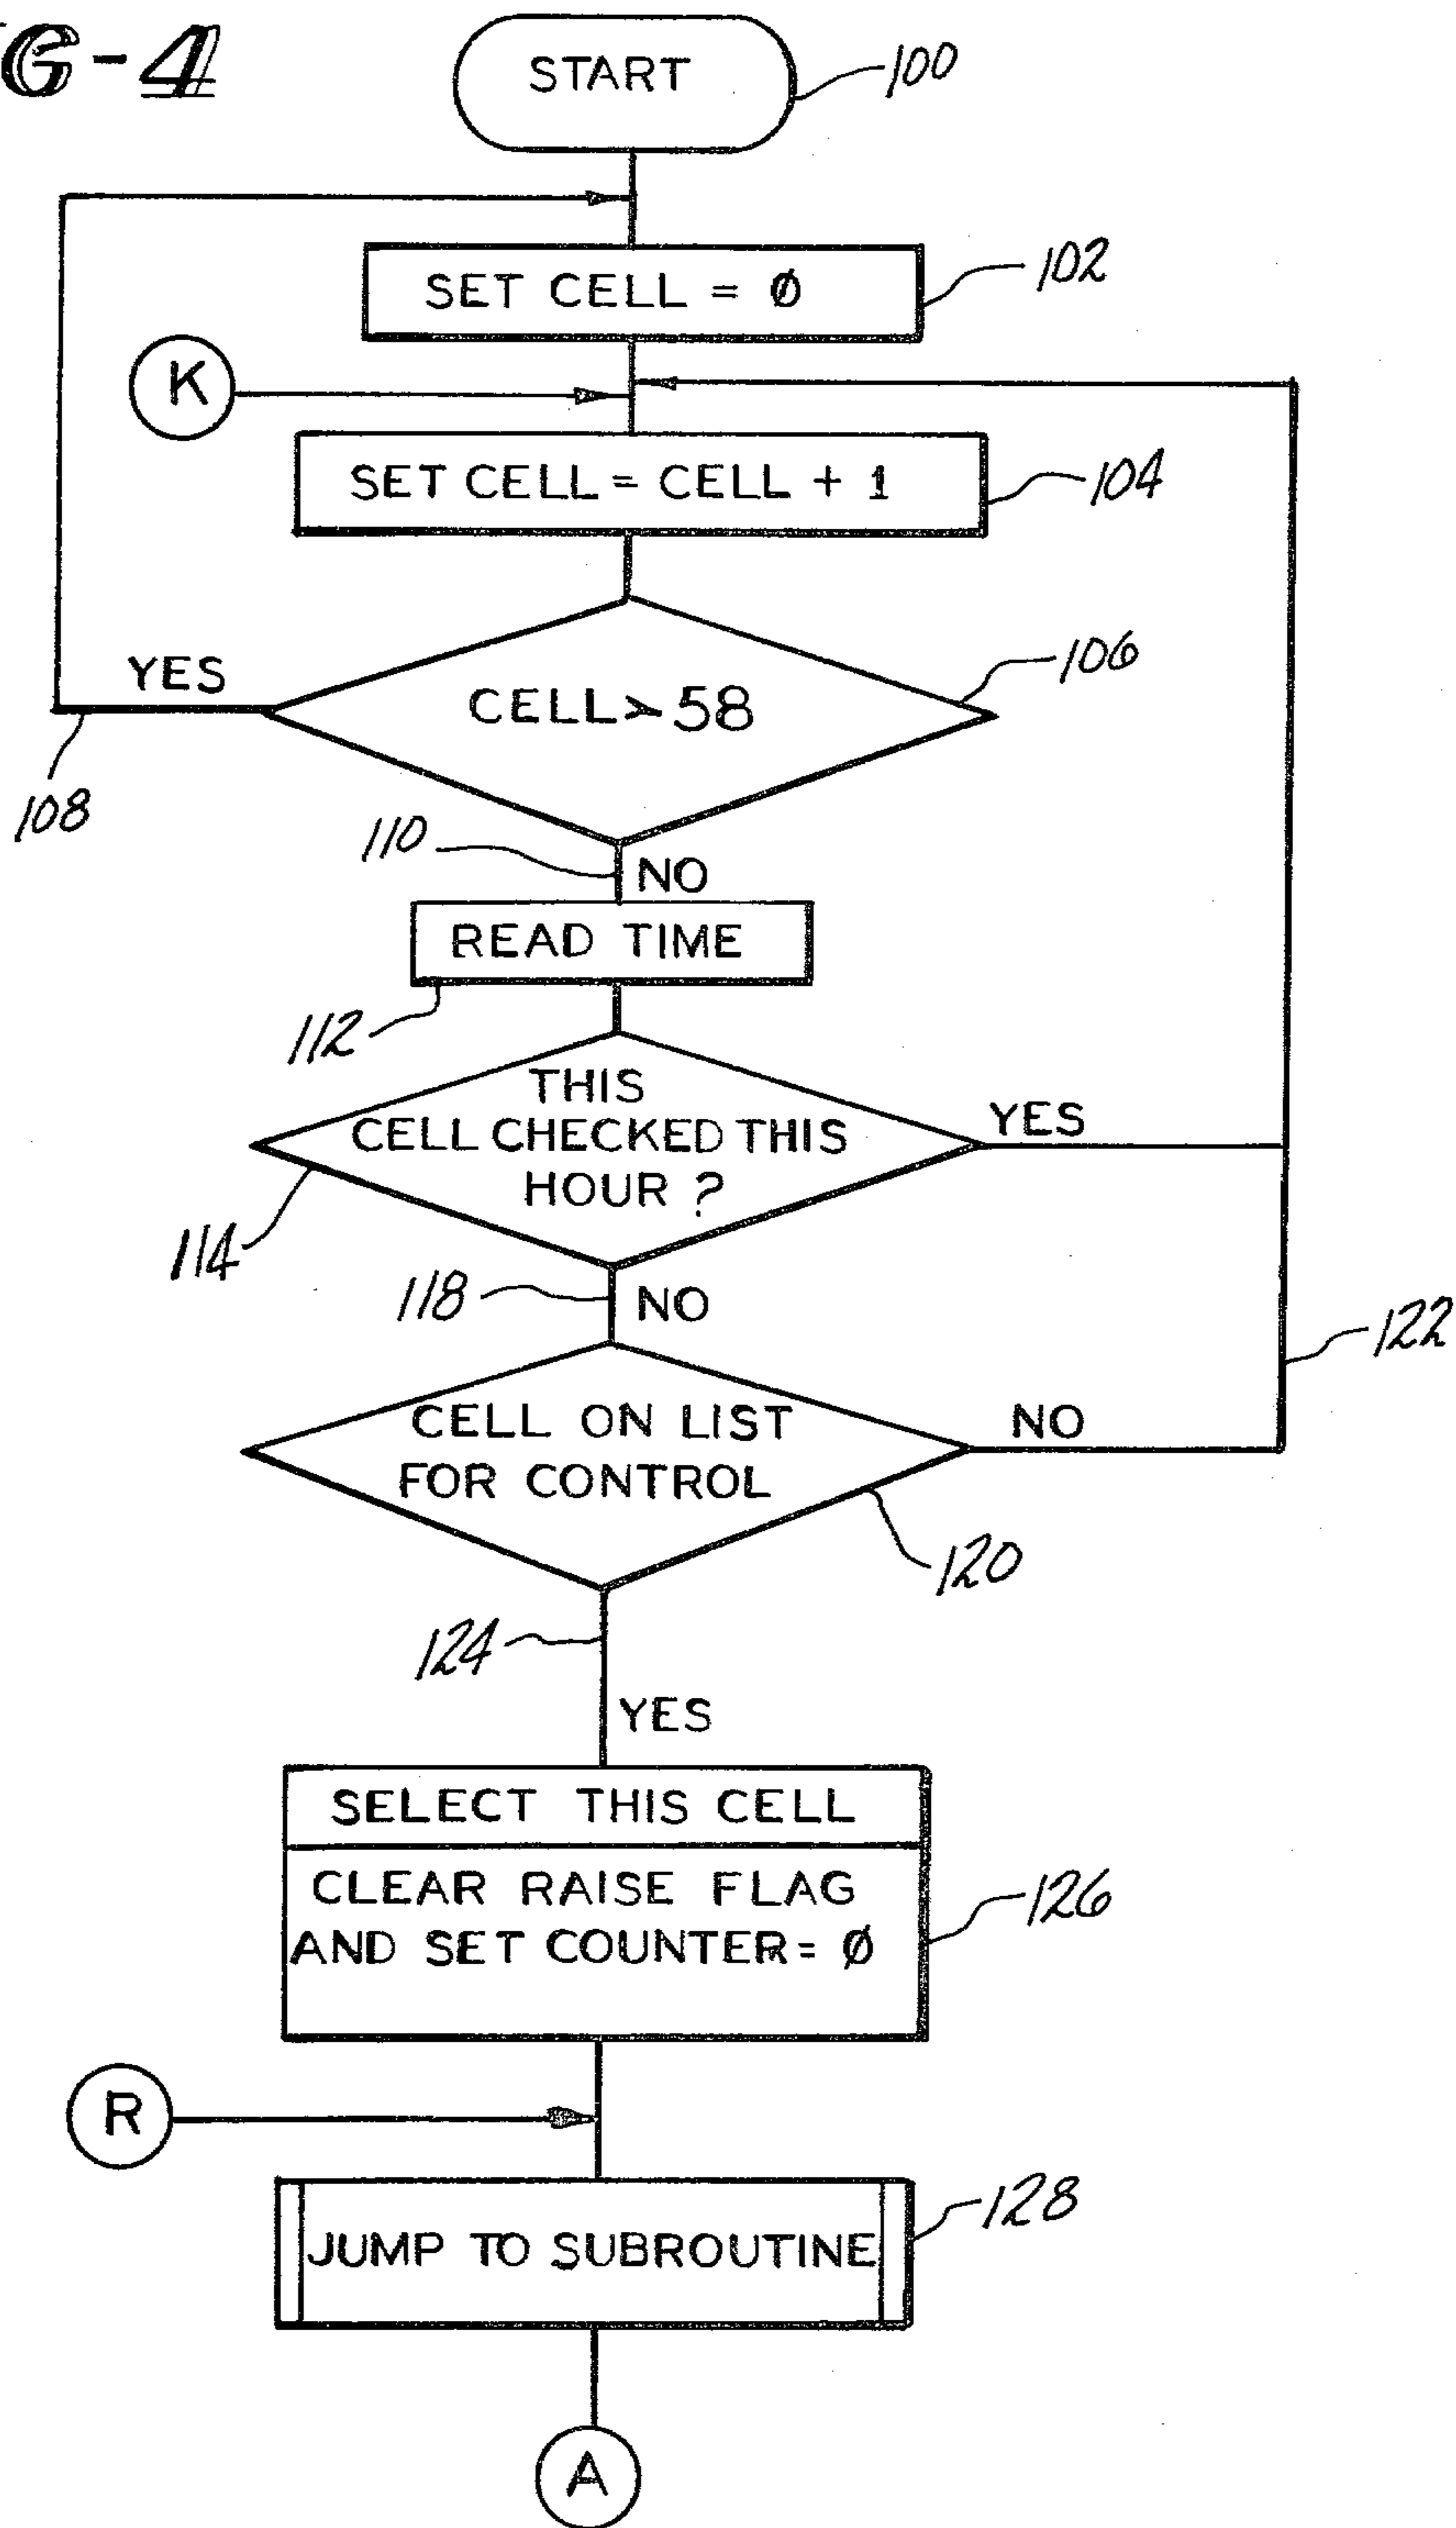 G-4
START
100
SET CELL = Ø
102
K
SET CELL = CELL + 1
104
CELL > 58
106
YES
108
110
NO
READ TIME
112
THIS
CELL CHECKED THIS
HOUR ?
YES
114
118
NO
122
CELL ON LIST
FOR CONTROL
NO
120
124
YES
SELECT THIS CELL
CLEAR RAISE FLAG
AND SET COUNTER = Ø
126
R
JUMP TO SUBROUTINE
128
A